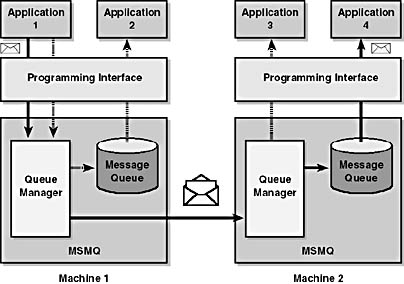 Application
1
Application
2
Application
3
Application
4
Programming Interface
Programming Interface
Queue
Manager
Message
Queue
MSMQ
Queue
Manager
Message
Queue
MSMQ
Machine 1
Machine 2